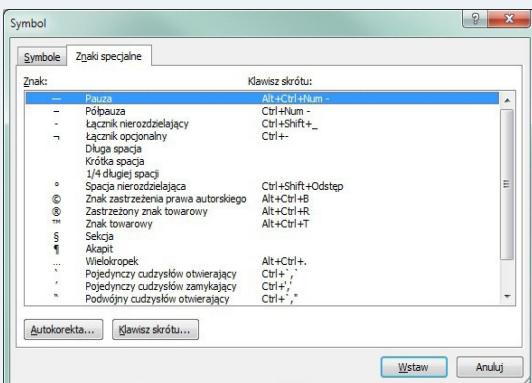 Symbol
Symbole Znaki specjalne
Znak: Klawisz skrótu:
— Pauza Alt+Ctrl+Num -
– Półpauza Ctrl+Num -
- Łącznik nierozdzielający Ctrl+Shift+_
¬ Łącznik opcjonalny Ctrl+-
Długa spacja
Krótka spacja
1/4 długiej spacji
° Spacja nierozdzielająca Ctrl+Shift+Odstęp
© Znak zastrzeżenia prawa autorskiego Alt+Ctrl+B
® Zastrzeżony znak towarowy Alt+Ctrl+R
™ Znak towarowy Alt+Ctrl+T
§ Sekcja
¶ Akapit
… Wielokropek Alt+Ctrl+.
‘ Pojedynczy cudzysłów otwierający Ctrl+`,`
’ Pojedynczy cudzysłów zamykający Ctrl+','
“ Podwójny cudzysłów otwierający Ctrl+`,"
Autokorekta... Klawisz skrótu...
Wstaw Anuluj